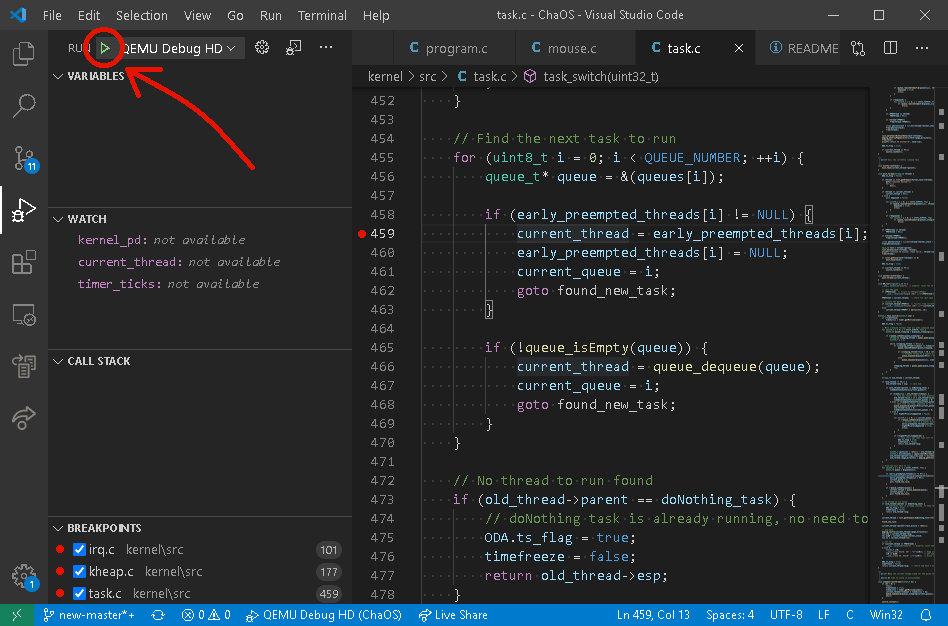 File Edit Selection View Go Run Terminal Help task.c - ChaOS - Visual Studio Code
RUN QEMU Debug HD
program.c mouse.c task.c README
kernel > src > C task.c > task_switch(uint32_t)
VARIABLES
WATCH
kernel_pd: not available
current_thread: not available
timer_ticks: not available
CALL STACK
BREAKPOINTS
irq.c kernel\src 101
kheap.c kernel\src 177
task.c kernel\src 459
11
1
452 }
453
454 // Find the next task to run
455 for (uint8_t i = 0; i < QUEUE_NUMBER; ++i) {
456 queue_t* queue = &(queues[i]);
457
458 if (early_preempted_threads[i] != NULL) {
459 current_thread = early_preempted_threads[i];
460 early_preempted_threads[i] = NULL;
461 current_queue = i;
462 goto found_new_task;
463 }
464
465 if (!queue_isEmpty(queue)) {
466 current_thread = queue_dequeue(queue);
467 current_queue = i;
468 goto found_new_task;
469 }
470 }
471
472 // No thread to run found
473 if (old_thread->parent == doNothing_task) {
474 // doNothing task is already running, no need to
475 ODA.ts_flag = true;
476 timefreeze = false;
477 return old_thread->esp;
478 }
new-master*+ 0 0 QEMU Debug HD (ChaOS) Live Share Ln 459, Col 13 Spaces: 4 UTF-8 LF C Win32